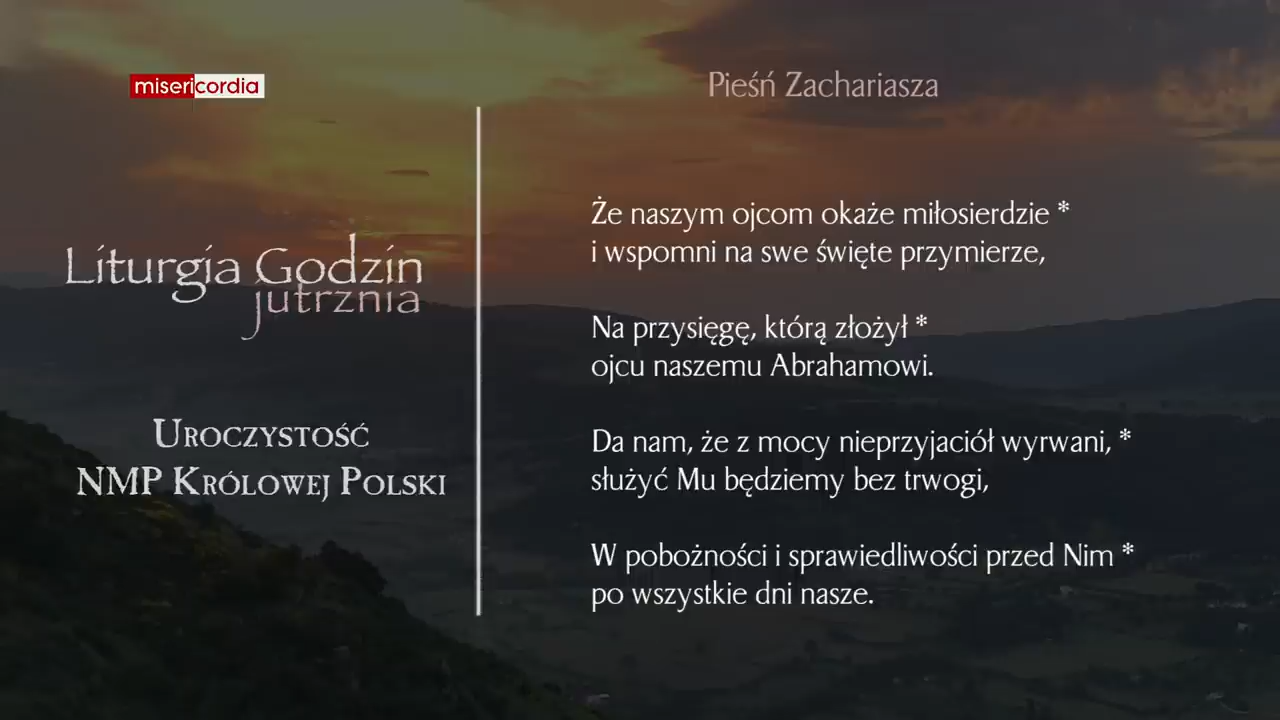 misericordia
Pieśń Zachariasza
Liturgia Godzin
jutrznia
Uroczystość
NMP Królowej Polski
Że naszym ojcom okaże miłosierdzie *
i wspomni na swe święte przymierze,
Na przysięgę, którą złożył *
ojcu naszemu Abrahamowi.
Da nam, że z mocy nieprzyjaciół wyrwani, *
służyć Mu będziemy bez trwogi,
W pobożności i sprawiedliwości przed Nim *
po wszystkie dni nasze.